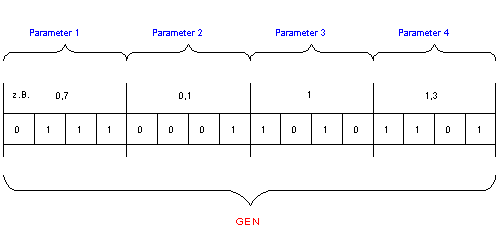 Parameter 1 Parameter 2 Parameter 3 Parameter 4
z.B. 0,7 0,1 1 1,3
0 1 1 1 0 0 0 1 1 0 1 0 1 1 0 1
GEN